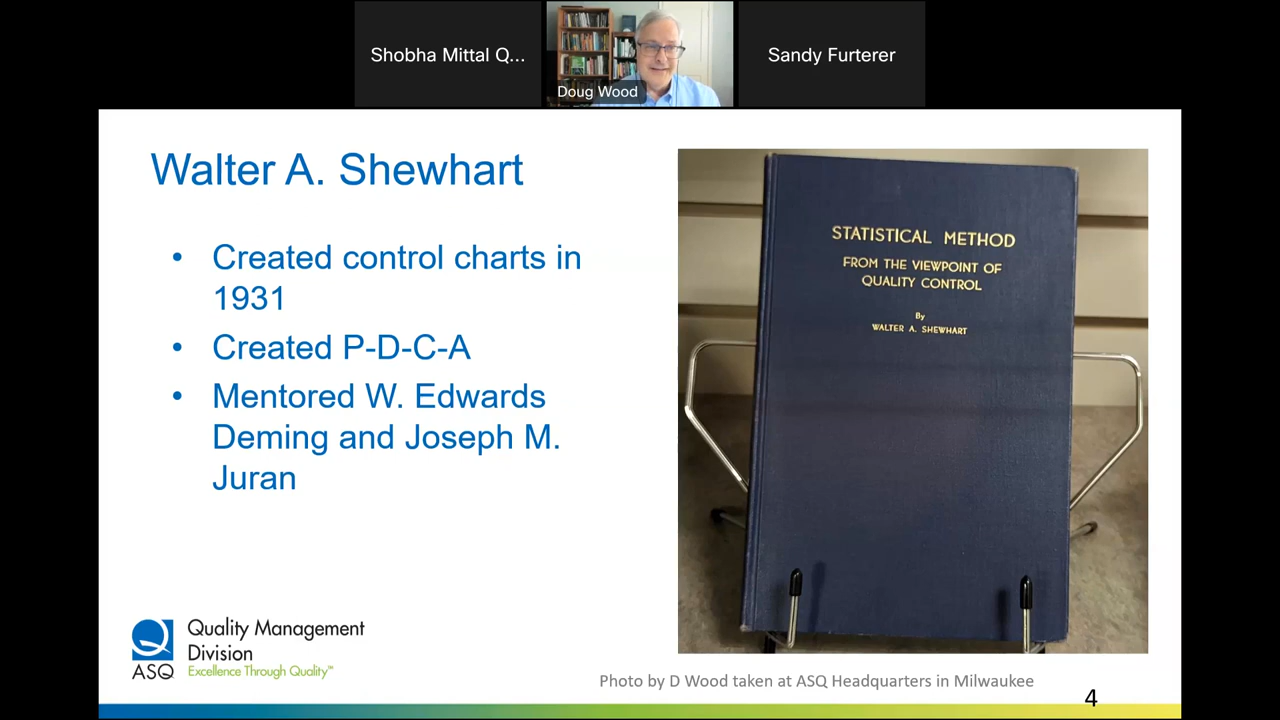 Shobha Mittal Q...
Doug Wood
Sandy Furterer
Walter A. Shewhart
• Created control charts in
1931
• Created P-D-C-A
• Mentored W. Edwards
Deming and Joseph M.
Juran
STATISTICAL METHOD
FROM THE VIEWPOINT OF
QUALITY CONTROL
By
WALTER A. SHEWHART
ASQ
Quality Management
Division
Excellence Through Quality™
Photo by D Wood taken at ASQ Headquarters in Milwaukee
4